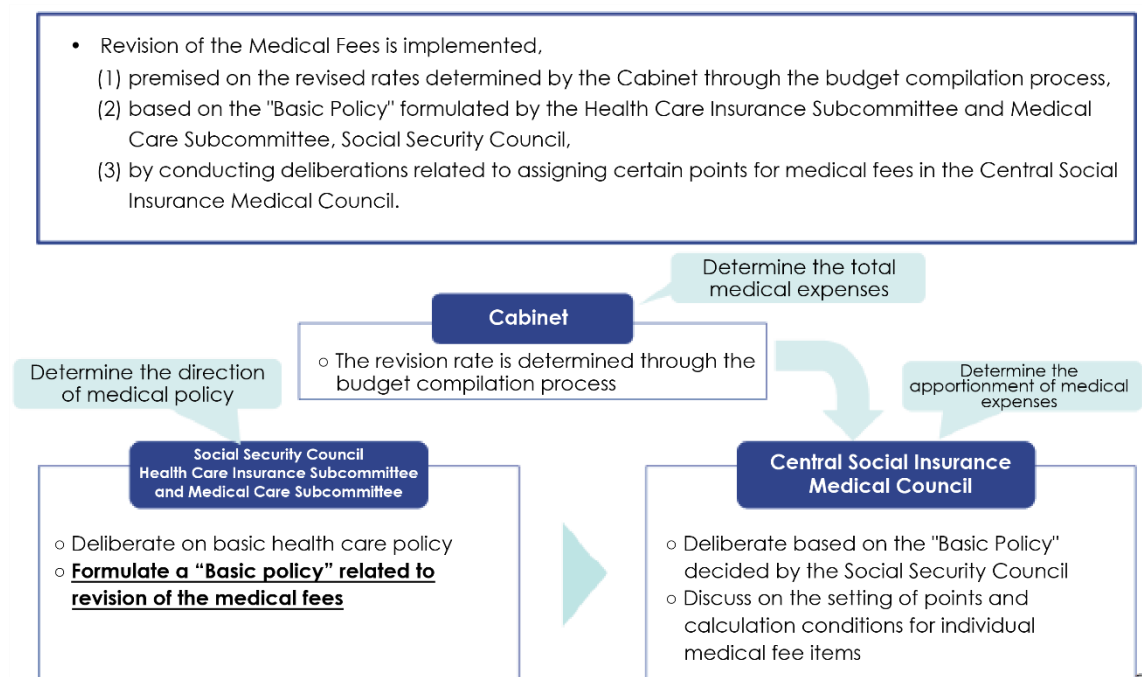 • Revision of the Medical Fees is implemented,
(1) premised on the revised rates determined by the Cabinet through the budget compilation process,
(2) based on the "Basic Policy" formulated by the Health Care Insurance Subcommittee and Medical
Care Subcommittee, Social Security Council,
(3) by conducting deliberations related to assigning certain points for medical fees in the Central Social
Insurance Medical Council.
Determine the total
medical expenses
Cabinet
○ The revision rate is determined through the
budget compilation process
Determine the direction
of medical policy
Determine the
apportionment of medical
expenses
Social Security Council
Health Care Insurance Subcommittee
and Medical Care Subcommittee
○ Deliberate on basic health care policy
○ Formulate a “Basic policy” related to
revision of the medical fees
Central Social Insurance
Medical Council
○ Deliberate based on the "Basic Policy"
decided by the Social Security Council
○ Discuss on the setting of points and
calculation conditions for individual
medical fee items